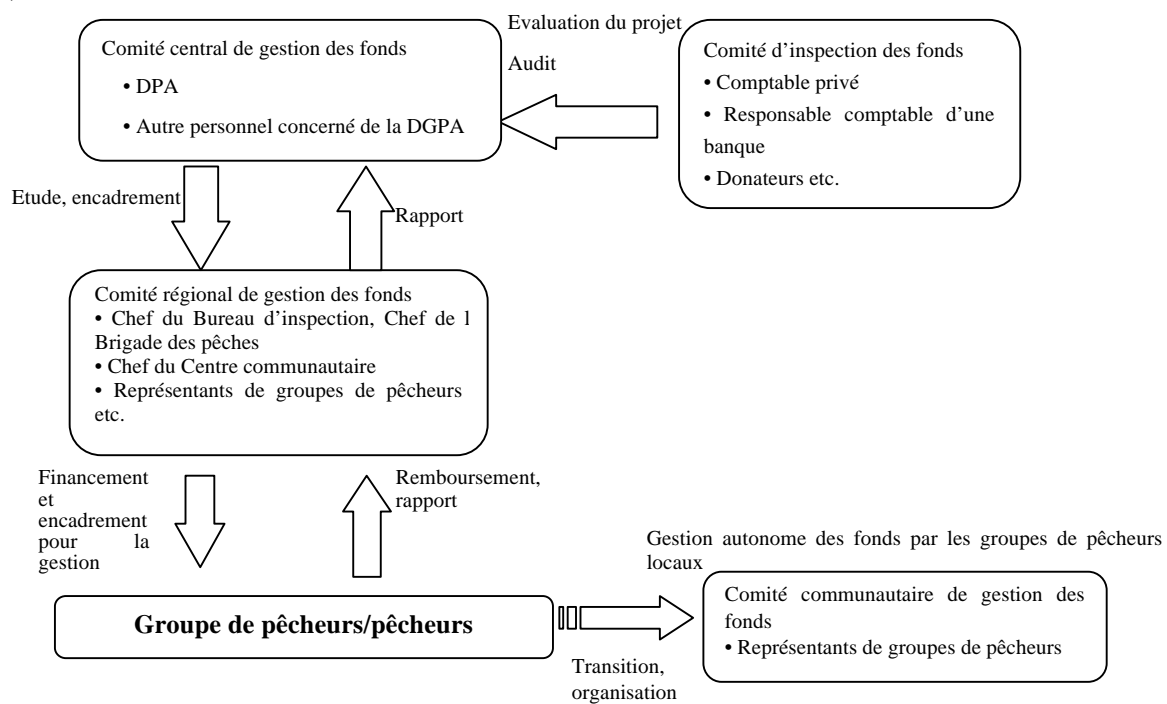 Evaluation du projet
Audit
Comité central de gestion des fonds
• DPA
• Autre personnel concerné de la DGPA
Comité d’inspection des fonds
• Comptable privé
• Responsable comptable d’une
banque
• Donateurs etc.
Etude, encadrement
Rapport
Comité régional de gestion des fonds
• Chef du Bureau d’inspection, Chef de l
Brigade des pêches
• Chef du Centre communautaire
• Représentants de groupes de pêcheurs
etc.
Financement
et
encadrement
pour la
gestion
Remboursement,
rapport
Gestion autonome des fonds par les groupes de pêcheurs
locaux
Groupe de pêcheurs/pêcheurs
Comité communautaire de gestion des
fonds
• Représentants de groupes de pêcheurs
Transition,
organisation